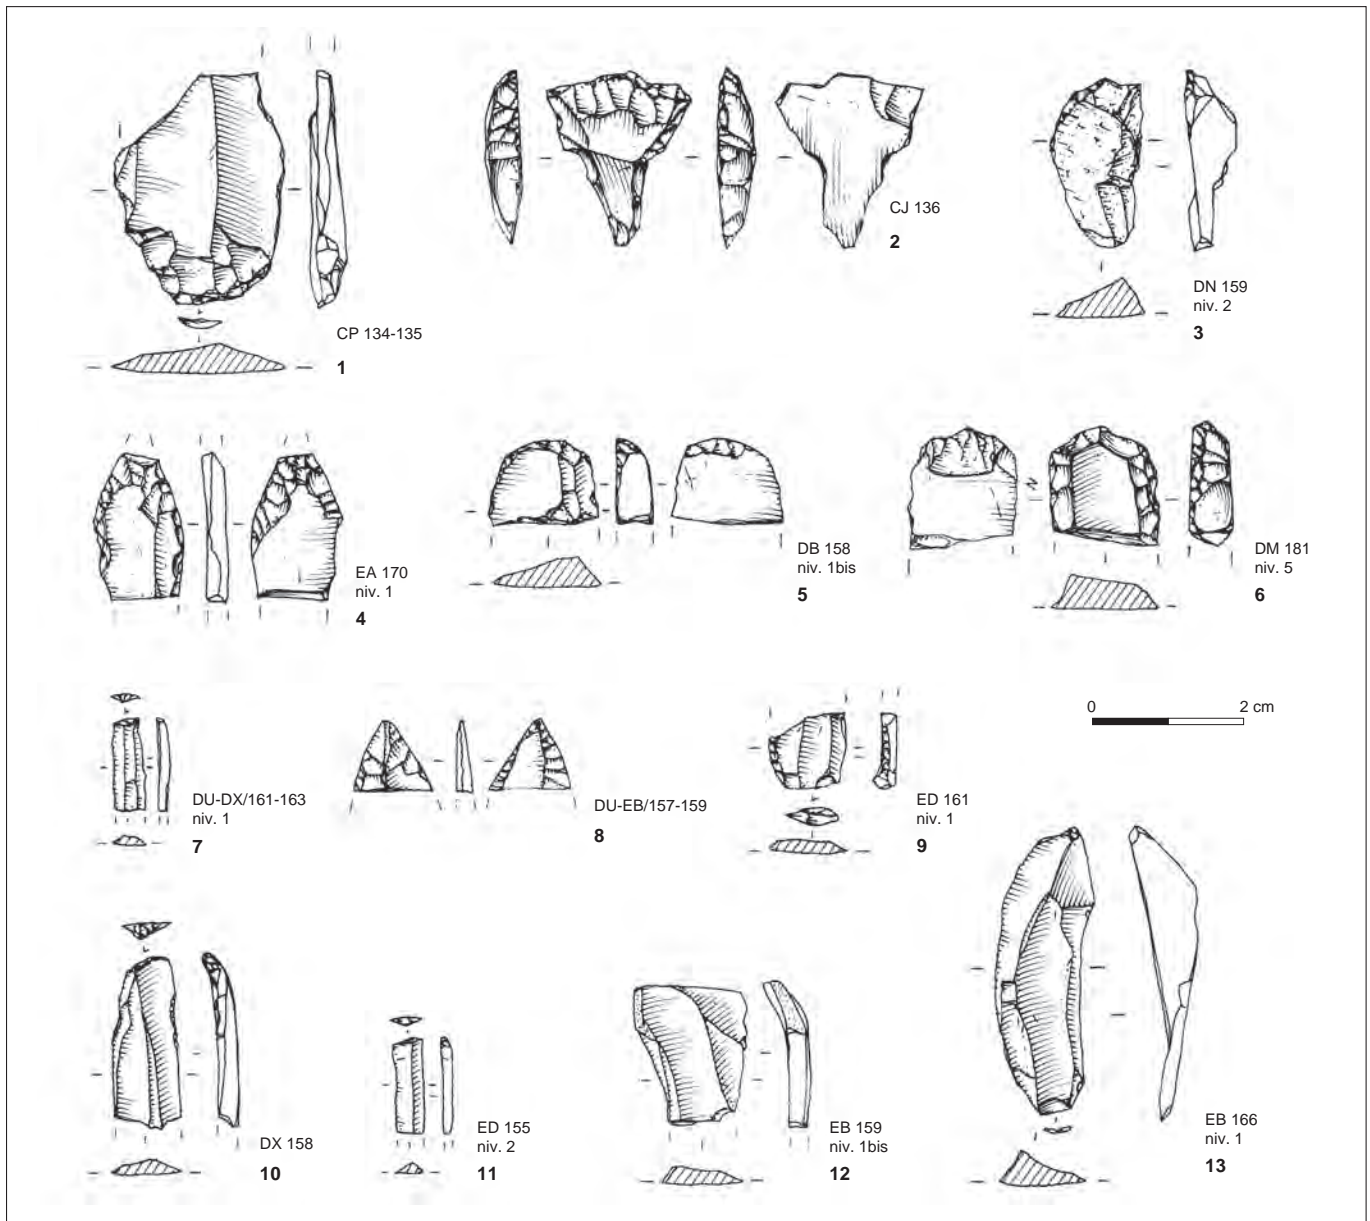 CP 134-135
1
CJ 136
2
DN 159
niv. 2
3
EA 170
niv. 1
4
DB 158
niv. 1bis
5
DM 181
niv. 5
6
0 2 cm
DU-DX/161-163
niv. 1
7
DU-EB/157-159
8
ED 161
niv. 1
9
DX 158
10
ED 155
niv. 2
11
EB 159
niv. 1bis
12
EB 166
niv. 1
13